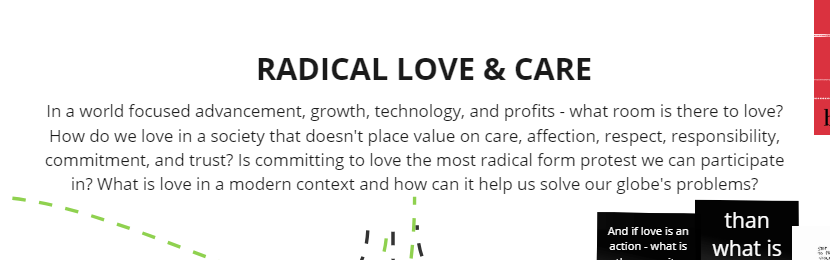 RADICAL LOVE & CARE
In a world focused advancement, growth, technology, and profits - what room is there to love?
How do we love in a society that doesn't place value on care, affection, respect, responsibility,
commitment, and trust? Is committing to love the most radical form protest we can participate
in? What is love in a modern context and how can it help us solve our globe's problems?
And if love is an
action - what is
than
what is